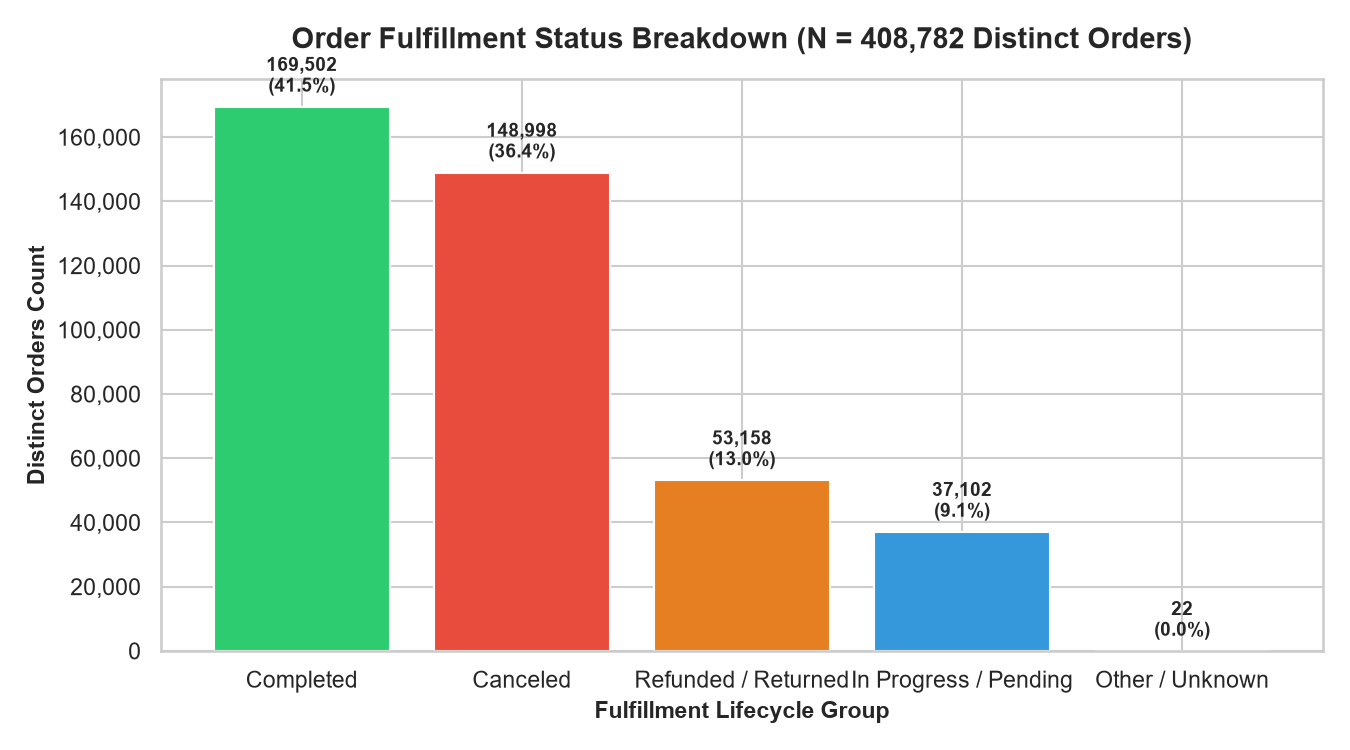 Order Fulfillment Status Breakdown (N = 408,782 Distinct Orders)
169,502
(41.5%)
148,998
(36.4%)
53,158
(13.0%)
37,102
(9.1%)
22
(0.0%)
Distinct Orders Count
160,000
140,000
120,000
100,000
80,000
60,000
40,000
20,000
0
Completed
Canceled
Refunded / Returned
In Progress / Pending
Other / Unknown
Fulfillment Lifecycle Group